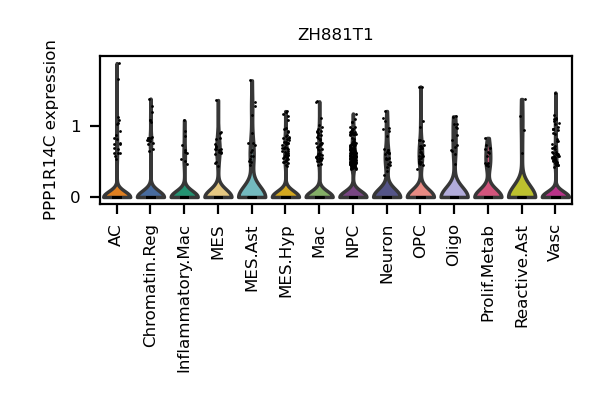 ZH881T1
PPP1R14C expression
1
0
AC
Chromatin.Reg
Inflammatory.Mac
MES
MES.Ast
MES.Hyp
Mac
NPC
Neuron
OPC
Oligo
Prolif.Metab
Reactive.Ast
Vasc